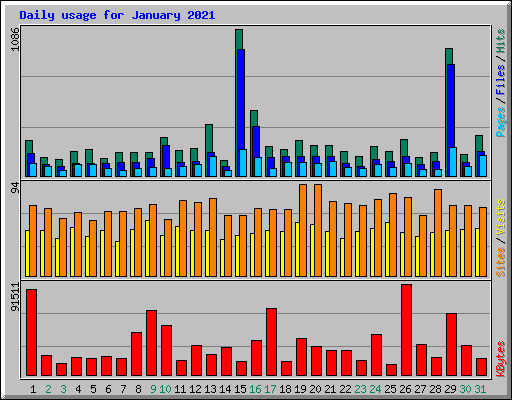 Daily usage for January 2021
1086
Pages / Files / Hits
94
Sites / Visits
91511
KBytes
1 2 3 4 5 6 7 8 9 10 11 12 13 14 15 16 17 18 19 20 21 22 23 24 25 26 27 28 29 30 31